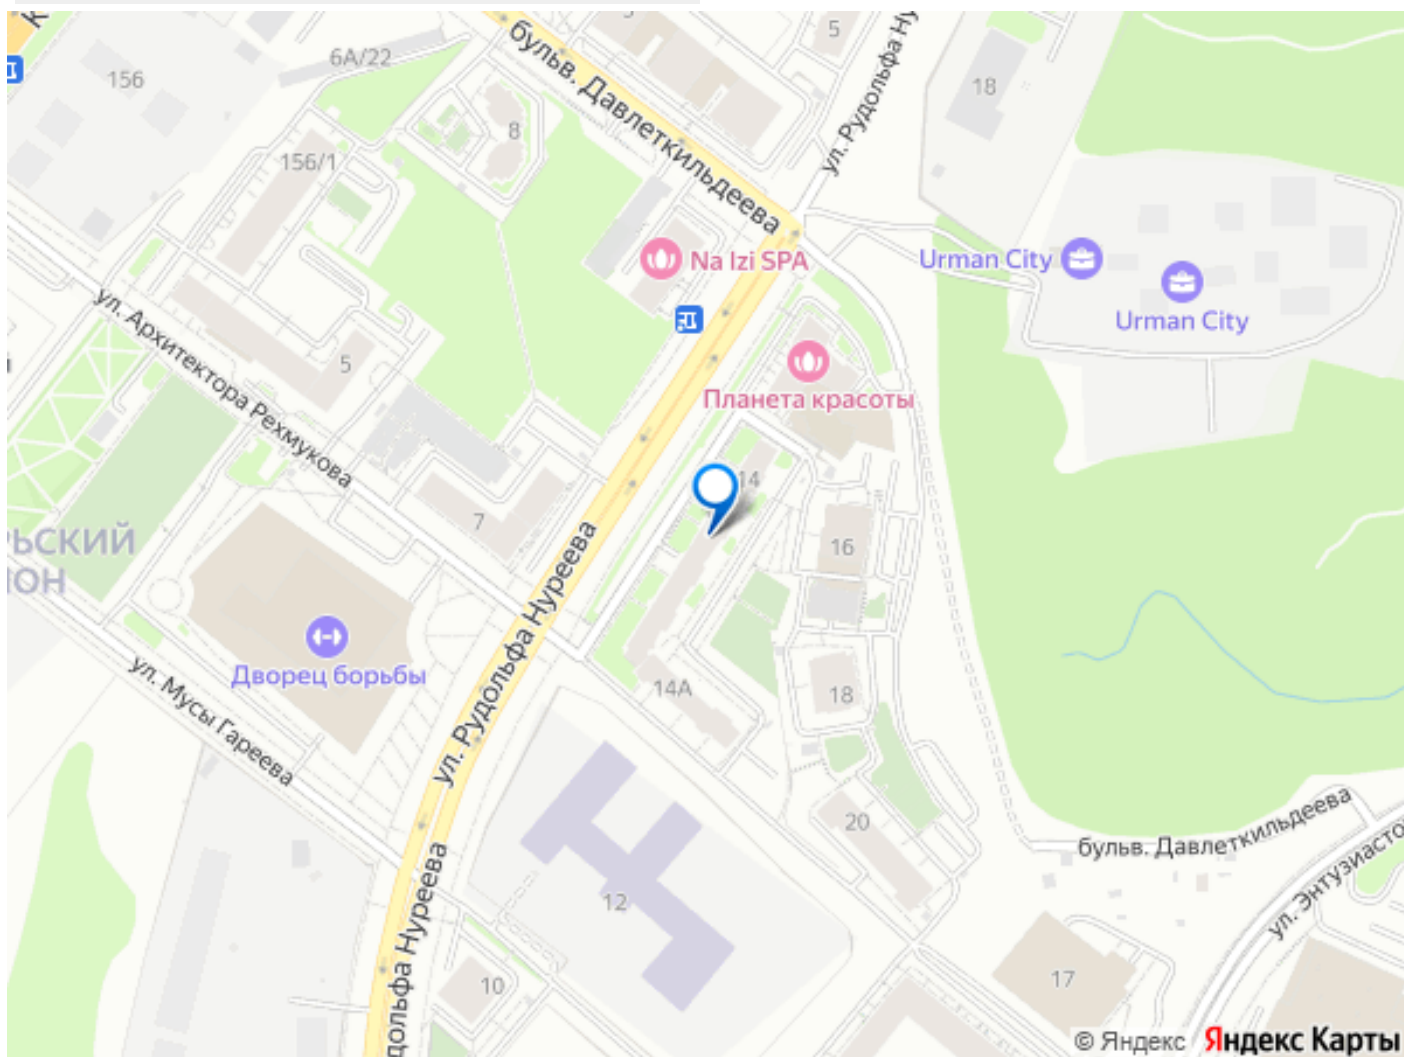 К
6А/22
156
бульв. Давлеткильдеева
5
ул. Рудольфа Ну
18
8
156/1
Na Izi SPA
Urman City
Urman City
ул. Архитектора Рехмукова
5
Планета красоты
14
7
ул. Рудольфа Нуреева
16
ЬСКИЙ
ОН
Дворец борьбы
14А
18
ул. Мусы Гареева
20
бульв. Давлеткильдеева
ул. Энтузиасто
12
дольфа Нуреева
10
17
© Яндекс Яндекс Карты